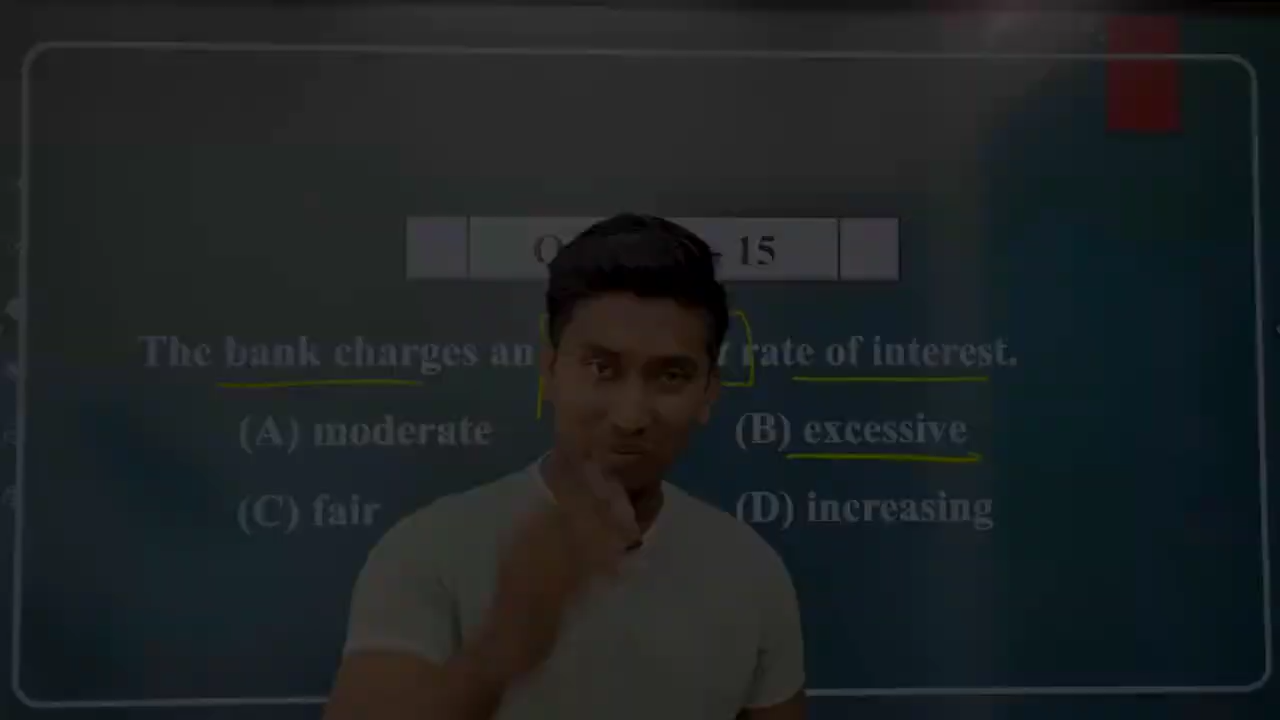 - 15
The bank charges an rate of interest.
(A) moderate (B) excessive
(C) fair (D) increasing